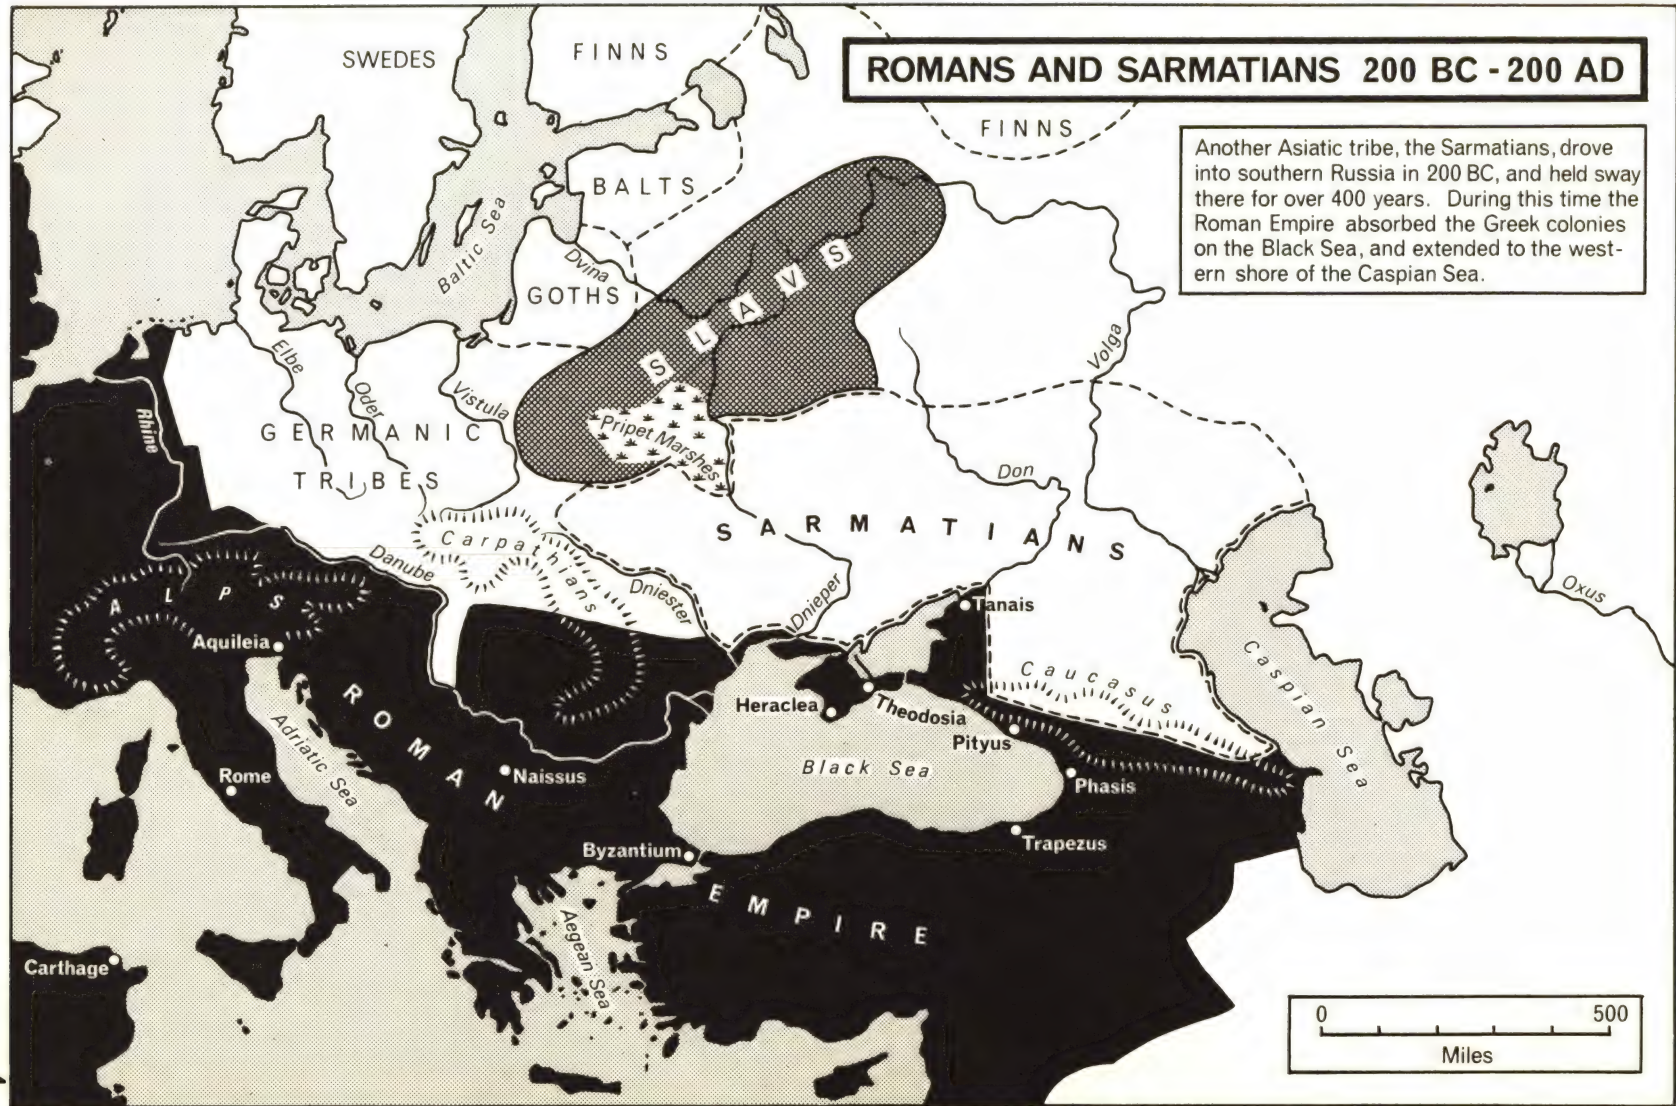 ROMANS AND SARMATIANS 200 BC - 200 AD
Another Asiatic tribe, the Sarmatians, drove
into southern Russia in 200 BC, and held sway
there for over 400 years. During this time the
Roman Empire absorbed the Greek colonies
on the Black Sea, and extended to the west-
ern shore of the Caspian Sea.
SWEDES
FINNS
FINNS
BALTS
Baltic Sea
Dvina
GOTHS
SLAVS
Volga
Elbe
Oder
Vistula
Rhine
GERMANIC
TRIBES
Pripet Marshes
Don
SARMATIANS
Carpathians
Danube
Dniester
Dnieper
Tanais
Oxus
ALPS
Aquileia
Caucasus
Caspian Sea
Heraclea
Theodosia
Pityus
ROMAN
Adriatic Sea
Black Sea
Rome
Naissus
Phasis
Trapezus
Byzantium
EMPIRE
Aegean Sea
Carthage
0 500
Miles